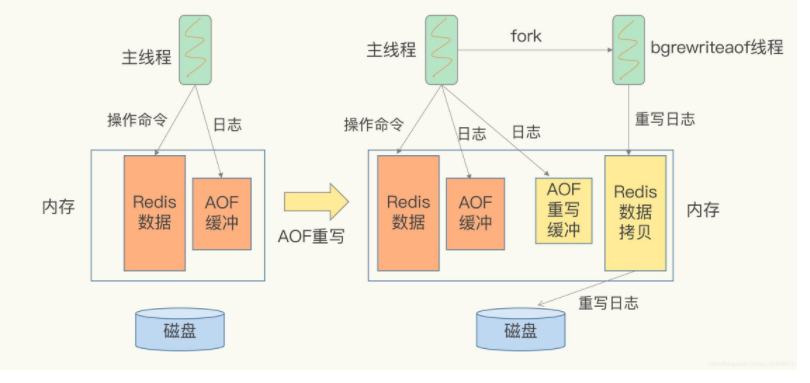 主线程
操作命令
日志
内存
Redis
数据
AOF
缓冲
磁盘
AOF重写
主线程
fork
bgrewriteaof线程
操作命令
日志
日志
重写日志
Redis
数据
AOF
缓冲
AOF
重写
缓冲
Redis
数据
拷贝
内存
重写日志
磁盘